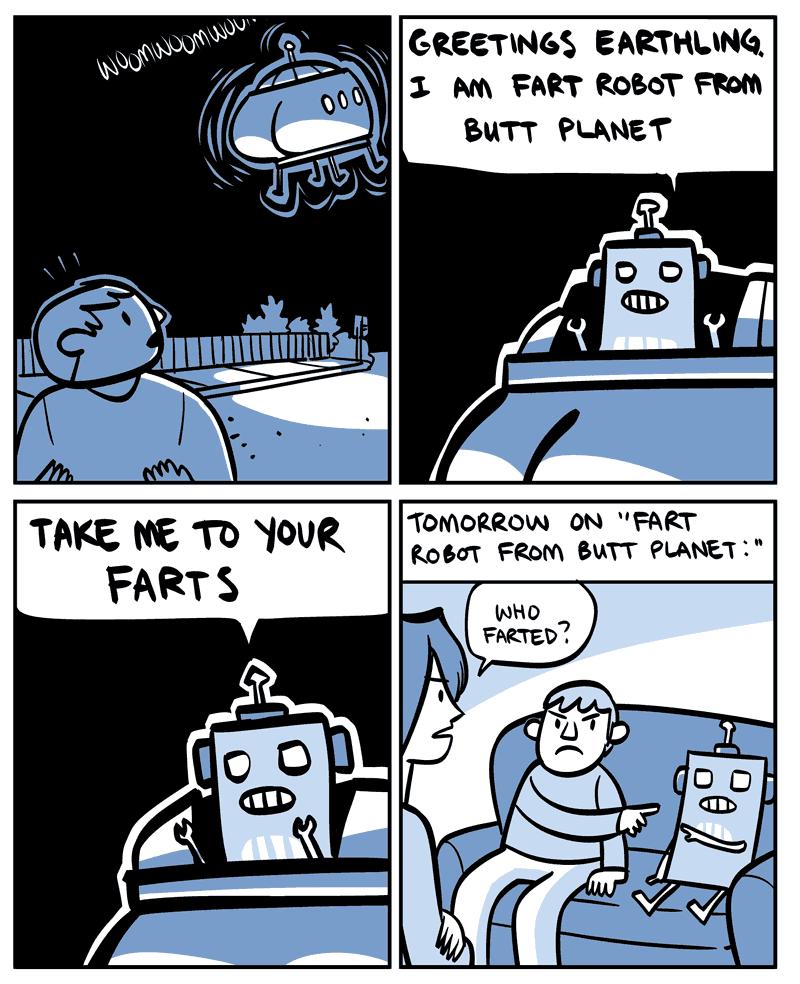 WOOMWOOMWOOM
GREETINGS EARTHLING.
I AM FART ROBOT FROM
BUTT PLANET
TAKE ME TO YOUR
FARTS
TOMORROW ON "FART
ROBOT FROM BUTT PLANET:"
WHO
FARTED?